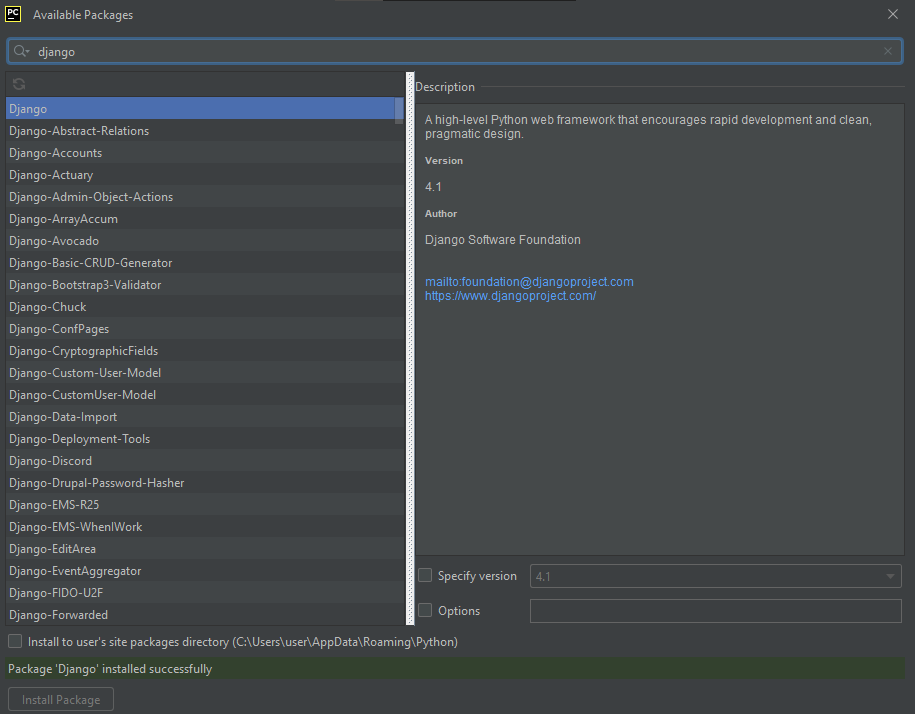 PC
Available Packages
django
Django
Django-Abstract-Relations
Django-Accounts
Django-Actuary
Django-Admin-Object-Actions
Django-ArrayAccum
Django-Avocado
Django-Basic-CRUD-Generator
Django-Bootstrap3-Validator
Django-Chuck
Django-ConfPages
Django-CryptographicFields
Django-Custom-User-Model
Django-CustomUser-Model
Django-Data-Import
Django-Deployment-Tools
Django-Discord
Django-Drupal-Password-Hasher
Django-EMS-R25
Django-EMS-WhenIWork
Django-EditArea
Django-EventAggregator
Django-FIDO-U2F
Django-Forwarded
Description
A high-level Python web framework that encourages rapid development and clean,
pragmatic design.
Version
4.1
Author
Django Software Foundation
mailto:foundation@djangoproject.com
https://www.djangoproject.com/
Specify version
4.1
Options
Install to user's site packages directory (C:\Users\user\AppData\Roaming\Python)
Package 'Django' installed successfully
Install Package